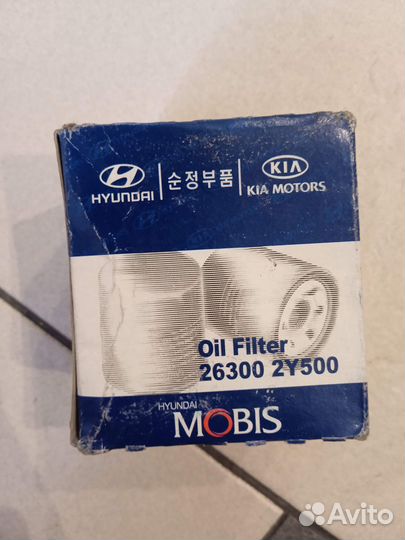 HYUNDAI
순정부품
KIA
KIA MOTORS
Oil Filter
26300 2Y500
HYUNDAI
MOBIS
Avito